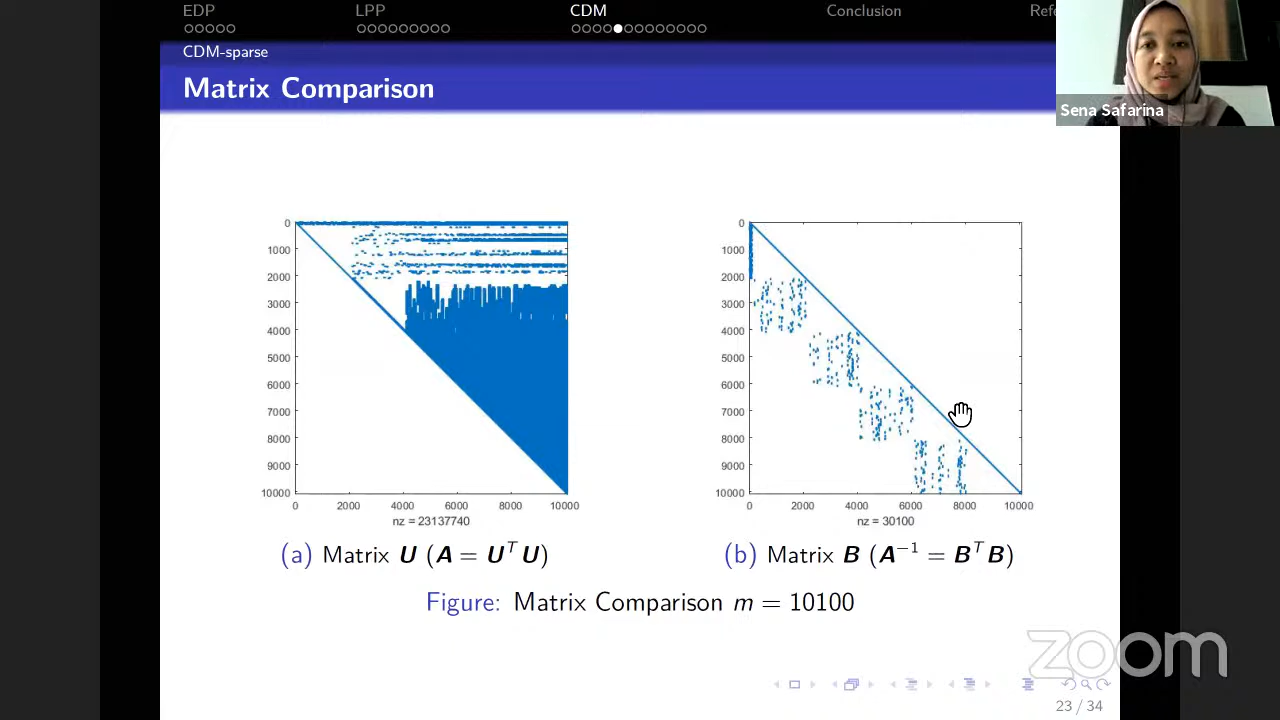 EDP LPP CDM Conclusion Refe
CDM-sparse
Matrix Comparison
Sena Safarina
0
1000
2000
3000
4000
5000
6000
7000
8000
9000
10000
0 2000 4000 6000 8000 10000
nz = 23137740
0
1000
2000
3000
4000
5000
6000
7000
8000
9000
10000
0 2000 4000 6000 8000 10000
nz = 30100
(a) Matrix U (A = UᵀU)
(b) Matrix B (A⁻¹ = BᵀB)
Figure: Matrix Comparison m = 10100
zoom
23 / 34